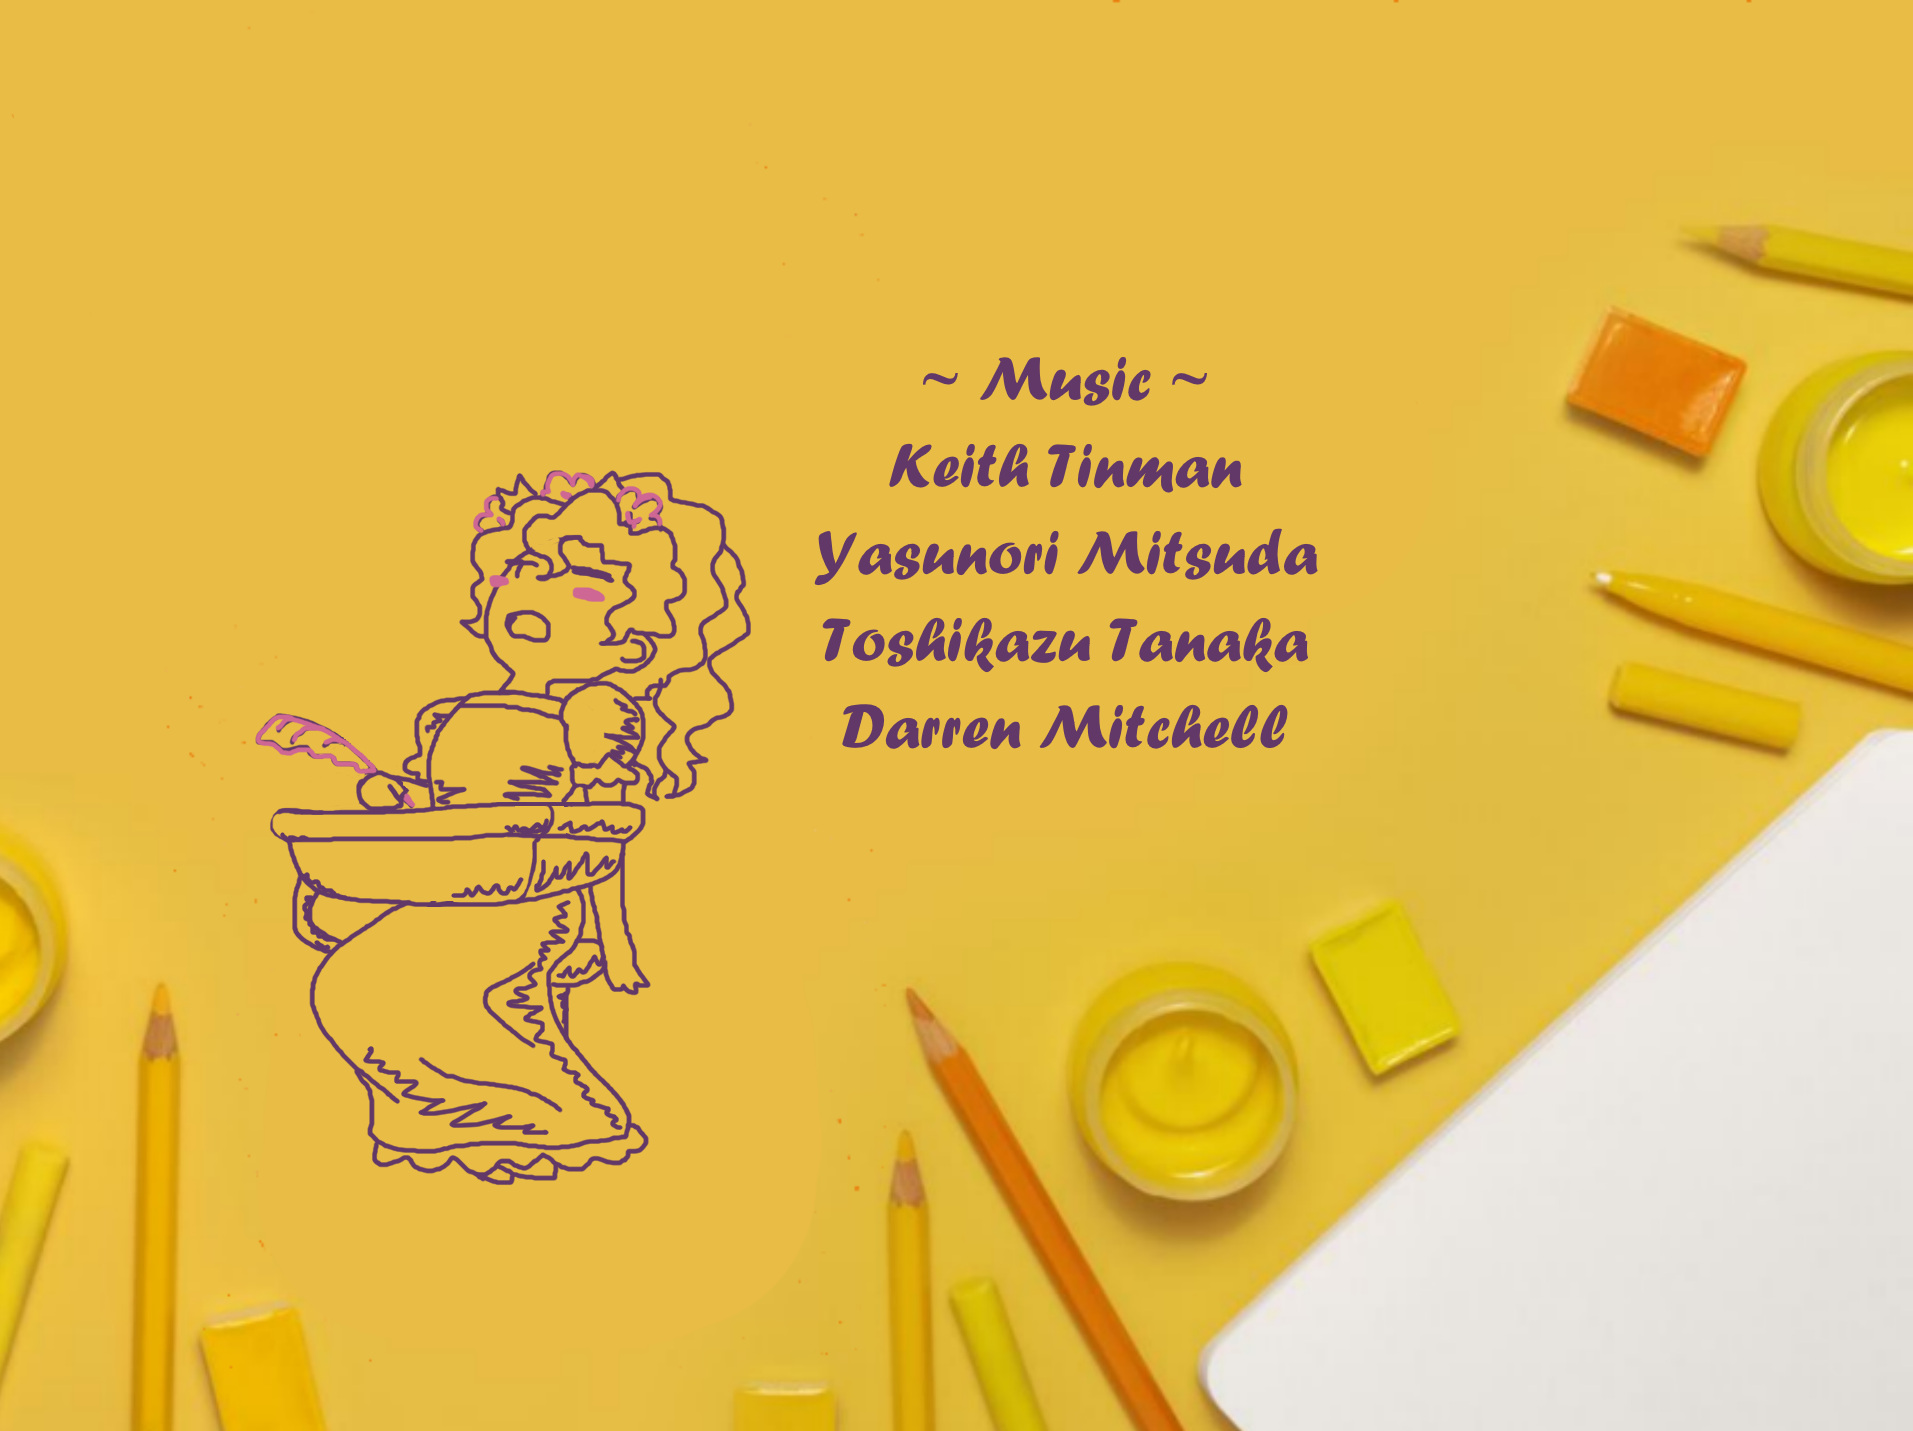 ~ Music ~
Keith Tinman
Yasunori Mitsuda
Toshikazu Tanaka
Darren Mitchell